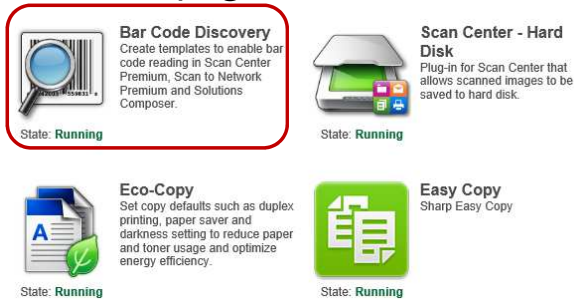 Bar Code Discovery
Create templates to enable bar
code reading in Scan Center
Premium, Scan to Network
Premium and Solutions
Composer.
State: Running
Scan Center - Hard
Disk
Plug-in for Scan Center that
allows scanned images to be
saved to hard disk.
State: Running
Eco-Copy
Set copy defaults such as duplex
printing, paper saver and
darkness setting to reduce paper
and toner usage and optimize
energy efficiency.
State: Running
Easy Copy
Sharp Easy Copy
State: Running